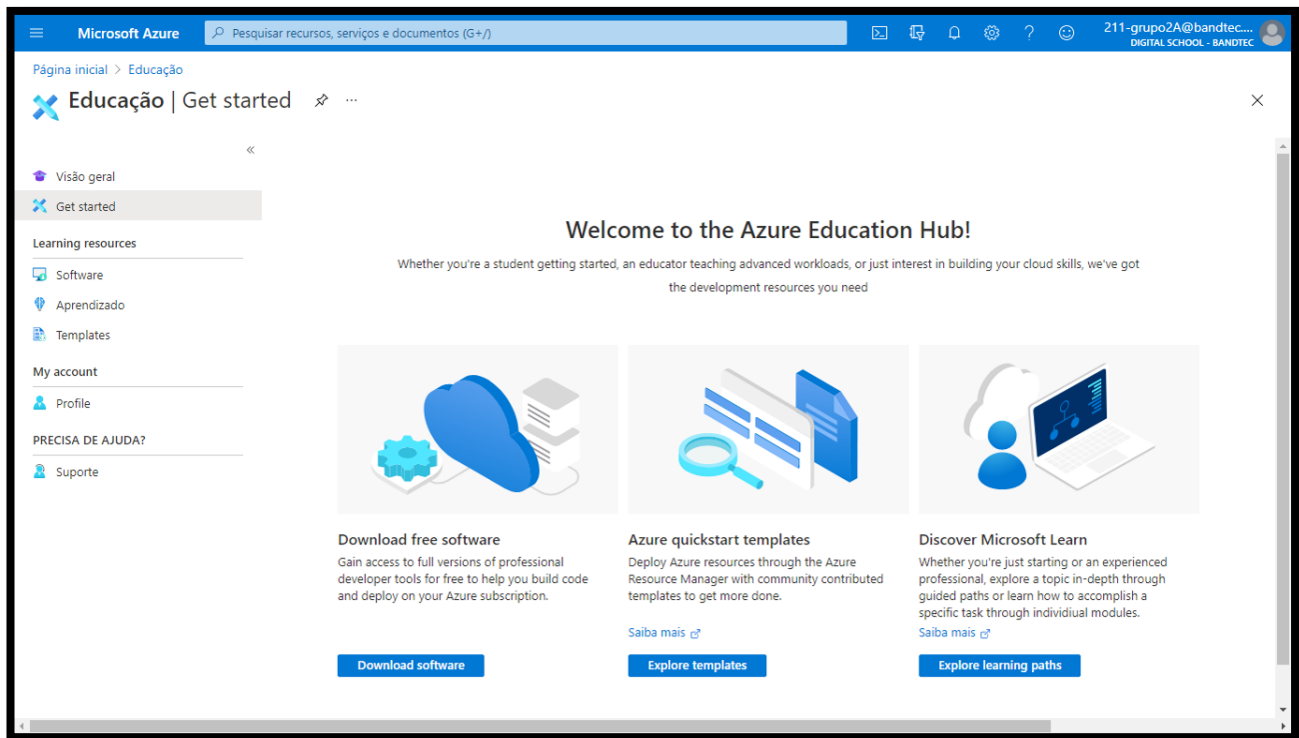 Microsoft Azure
Pesquisar recursos, serviços e documentos (G+/)
211-grupo2A@bandtec....
DIGITAL SCHOOL - BANDTEC
Página inicial > Educação
Educação | Get started
Visão geral
Get started
Learning resources
Software
Aprendizado
Templates
My account
Profile
PRECISA DE AJUDA?
Suporte
Welcome to the Azure Education Hub!
Whether you're a student getting started, an educator teaching advanced workloads, or just interest in building your cloud skills, we've got
the development resources you need
Download free software
Gain access to full versions of professional
developer tools for free to help you build code
and deploy on your Azure subscription.
Download software
Azure quickstart templates
Deploy Azure resources through the Azure
Resource Manager with community contributed
templates to get more done.
Saiba mais
Explore templates
Discover Microsoft Learn
Whether you're just starting or an experienced
professional, explore a topic in-depth through
guided paths or learn how to accomplish a
specific task through individiual modules.
Saiba mais
Explore learning paths